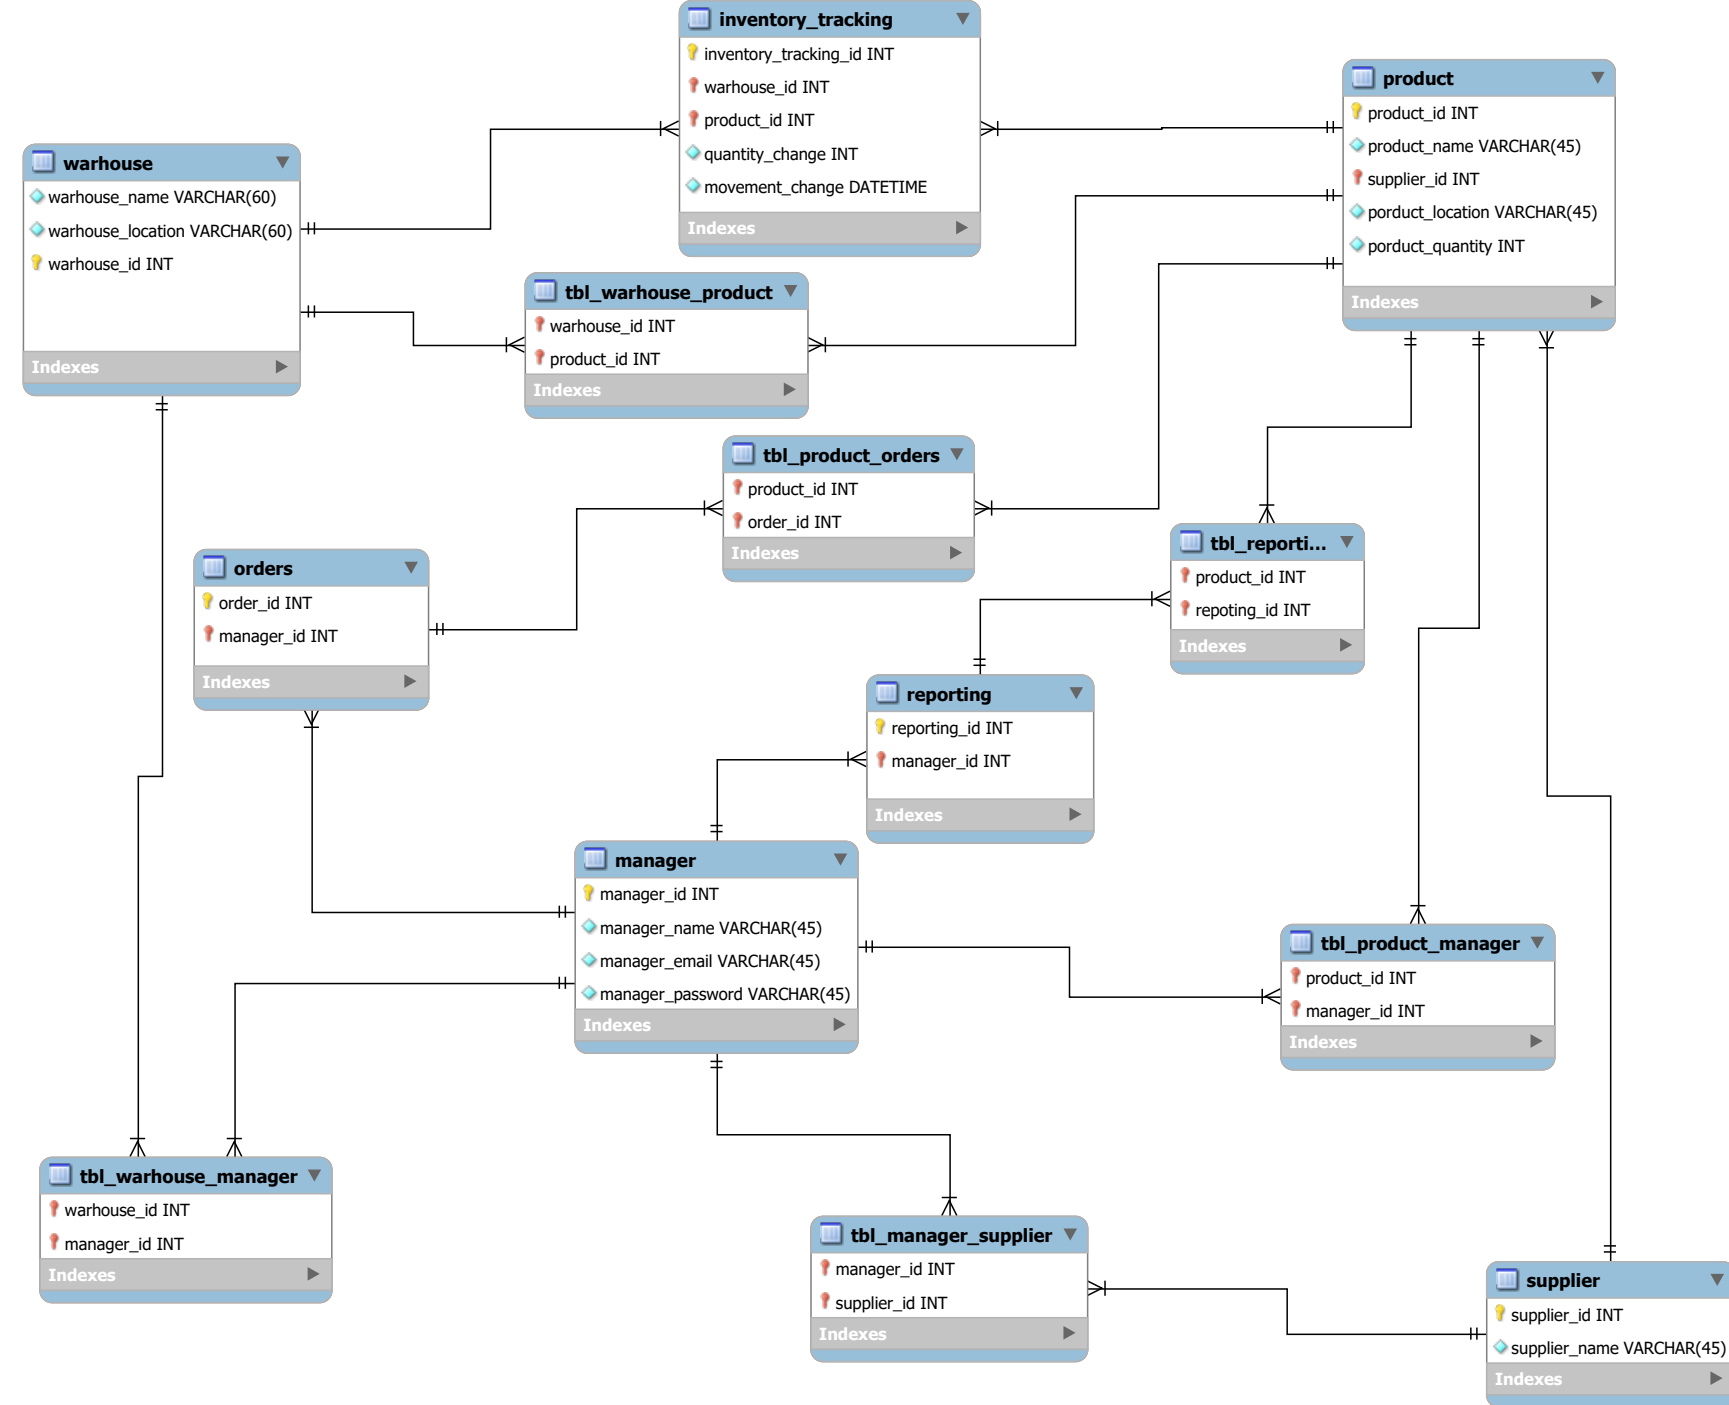 inventory_tracking
inventory_tracking_id INT
warhouse_id INT
product_id INT
quantity_change INT
movement_change DATETIME
Indexes
product
product_id INT
product_name VARCHAR(45)
supplier_id INT
porduct_location VARCHAR(45)
porduct_quantity INT
Indexes
warhouse
warhouse_name VARCHAR(60)
warhouse_location VARCHAR(60)
warhouse_id INT
Indexes
tbl_warhouse_product
warhouse_id INT
product_id INT
Indexes
tbl_product_orders
product_id INT
order_id INT
Indexes
tbl_reporti...
product_id INT
repoting_id INT
Indexes
orders
order_id INT
manager_id INT
Indexes
reporting
reporting_id INT
manager_id INT
Indexes
manager
manager_id INT
manager_name VARCHAR(45)
manager_email VARCHAR(45)
manager_password VARCHAR(45)
Indexes
tbl_product_manager
product_id INT
manager_id INT
Indexes
tbl_warhouse_manager
warhouse_id INT
manager_id INT
Indexes
tbl_manager_supplier
manager_id INT
supplier_id INT
Indexes
supplier
supplier_id INT
supplier_name VARCHAR(45)
Indexes